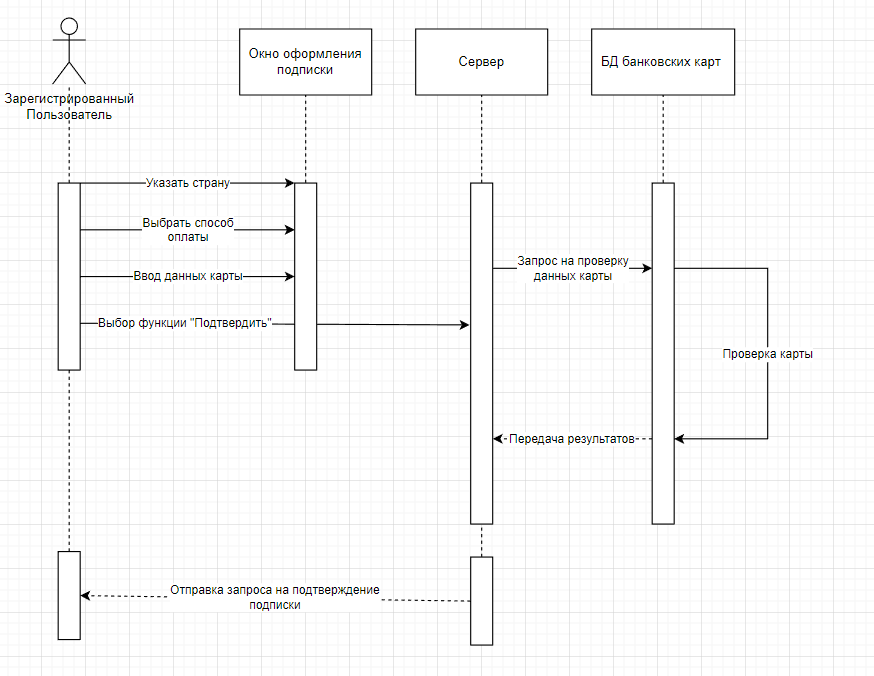 Зарегистрированный
Пользователь
Окно оформления
подписки
Сервер
БД банковских карт
Указать страну
Выбрать способ
оплаты
Запрос на проверку
данных карты
Ввод данных карты
Выбор функции "Подтвердить"
Проверка карты
Передача результатов
Отправка запроса на подтверждение
подписки